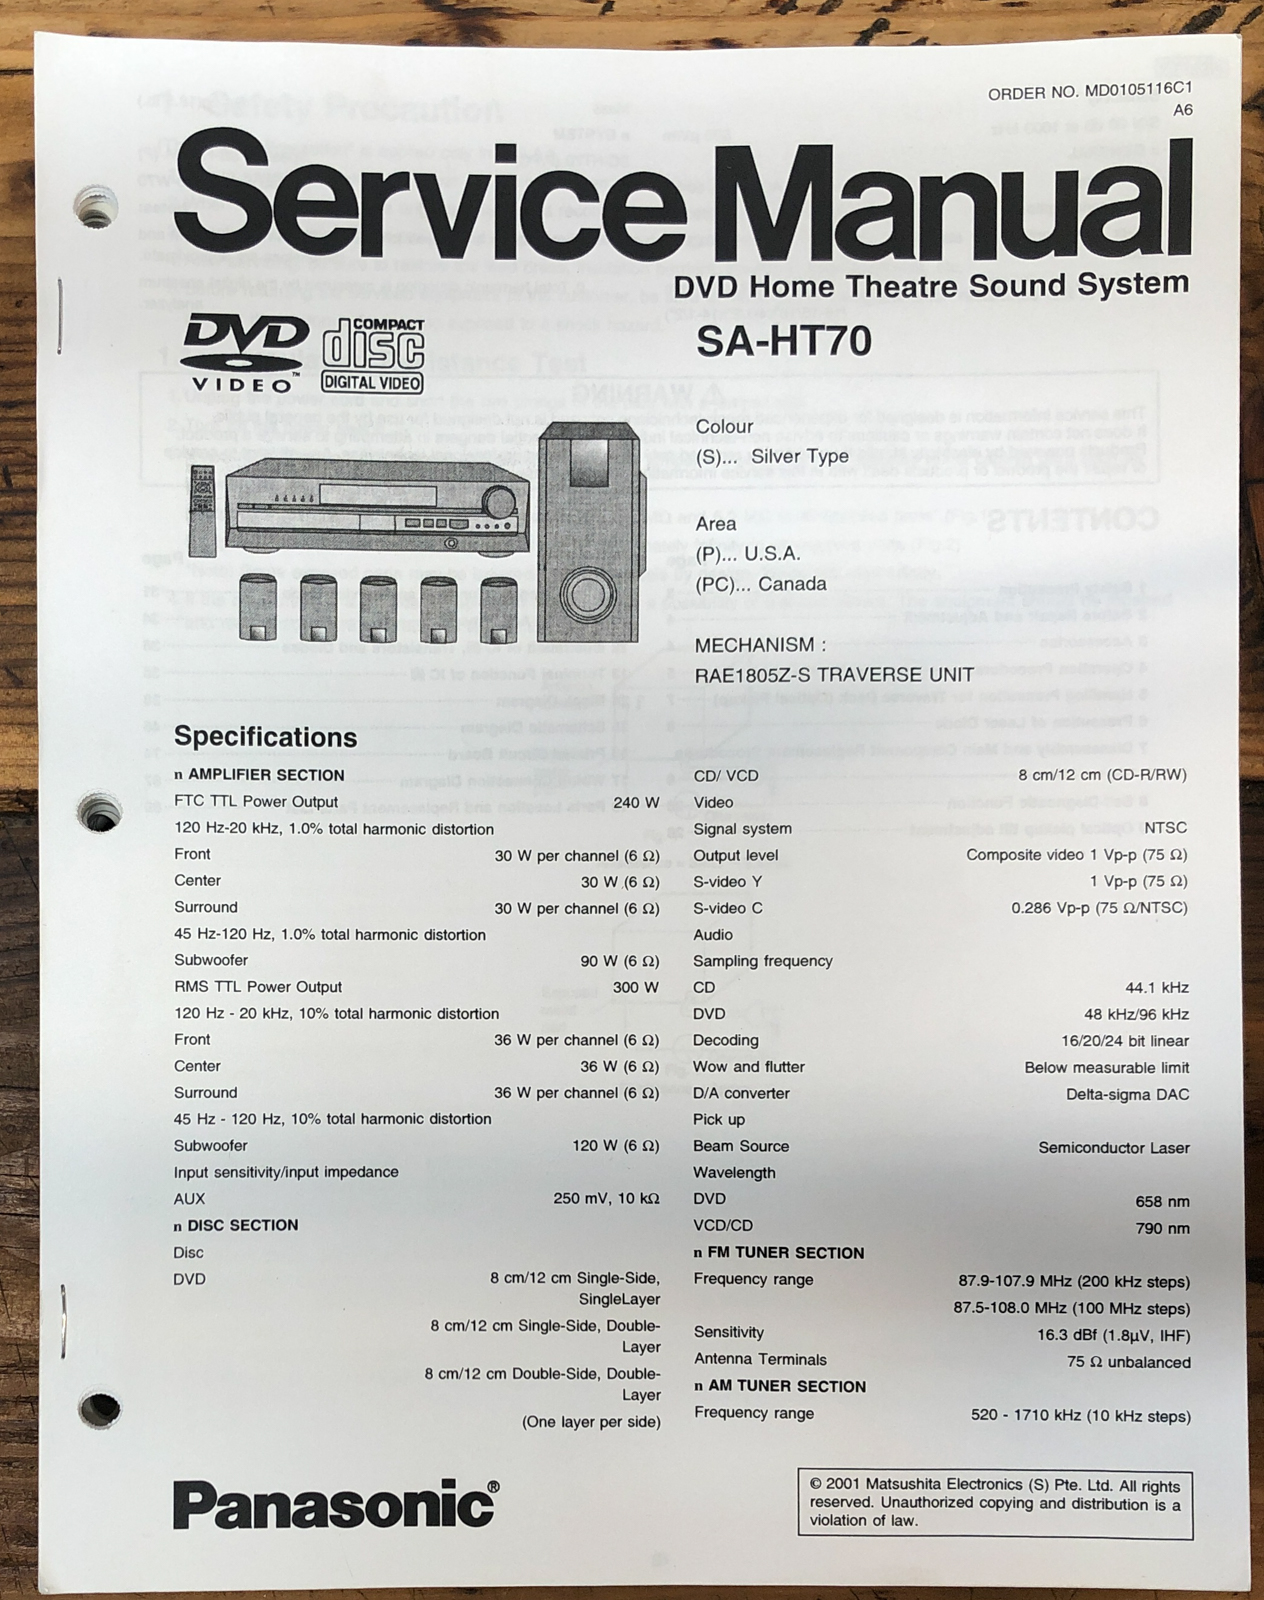 ORDER NO. MD0105116C1
A6
Service Manual
DVD Home Theatre Sound System
DVD
VIDEO™
COMPACT
disc
DIGITAL VIDEO
SA-HT70
Colour
(S)... Silver Type
Area
(P)... U.S.A.
(PC)... Canada
MECHANISM :
RAE1805Z-S TRAVERSE UNIT
Specifications
n AMPLIFIER SECTION
FTC TTL Power Output 240 W
120 Hz-20 kHz, 1.0% total harmonic distortion
Front 30 W per channel (6 Ω)
Center 30 W (6 Ω)
Surround 30 W per channel (6 Ω)
45 Hz-120 Hz, 1.0% total harmonic distortion
Subwoofer 90 W (6 Ω)
RMS TTL Power Output 300 W
120 Hz - 20 kHz, 10% total harmonic distortion
Front 36 W per channel (6 Ω)
Center 36 W (6 Ω)
Surround 36 W per channel (6 Ω)
45 Hz - 120 Hz, 10% total harmonic distortion
Subwoofer 120 W (6 Ω)
Input sensitivity/input impedance
AUX 250 mV, 10 kΩ
n DISC SECTION
Disc
DVD 8 cm/12 cm Single-Side,
SingleLayer
8 cm/12 cm Single-Side, Double-
Layer
8 cm/12 cm Double-Side, Double-
Layer
(One layer per side)
CD/ VCD 8 cm/12 cm (CD-R/RW)
Video
Signal system NTSC
Output level Composite video 1 Vp-p (75 Ω)
S-video Y 1 Vp-p (75 Ω)
S-video C 0.286 Vp-p (75 Ω/NTSC)
Audio
Sampling frequency
CD 44.1 kHz
DVD 48 kHz/96 kHz
Decoding 16/20/24 bit linear
Wow and flutter Below measurable limit
D/A converter Delta-sigma DAC
Pick up
Beam Source Semiconductor Laser
Wavelength
DVD 658 nm
VCD/CD 790 nm
n FM TUNER SECTION
Frequency range 87.9-107.9 MHz (200 kHz steps)
87.5-108.0 MHz (100 MHz steps)
Sensitivity 16.3 dBf (1.8µV, IHF)
Antenna Terminals 75 Ω unbalanced
n AM TUNER SECTION
Frequency range 520 - 1710 kHz (10 kHz steps)
Panasonic®
© 2001 Matsushita Electronics (S) Pte. Ltd. All rights
reserved. Unauthorized copying and distribution is a
violation of law.